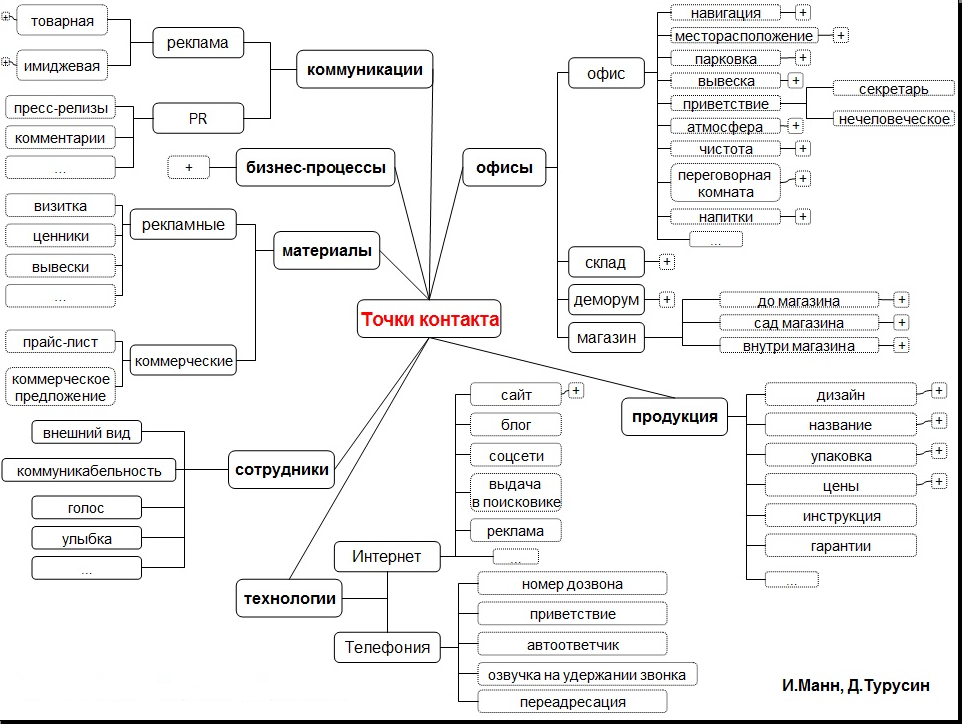 Точки контакта
коммуникации
реклама
товарная
+
имиджевая
+
PR
пресс-релизы
комментарии
...
бизнес-процессы
+
материалы
рекламные
визитка
ценники
вывески
...
коммерческие
прайс-лист
коммерческое
предложение
сотрудники
внешний вид
коммуникабельность
голос
улыбка
...
технологии
Интернет
сайт
+
блог
соцсети
выдача
в поисковике
реклама
...
Телефония
номер дозвона
приветствие
автоответчик
озвучка на удержании звонка
переадресация
офисы
офис
навигация
+
месторасположение
+
парковка
+
вывеска
+
приветствие
секретарь
нечеловеческое
атмосфера
+
чистота
+
переговорная
комната
+
напитки
+
...
склад
+
деморум
+
магазин
до магазина
+
сад магазина
+
внутри магазина
+
продукция
дизайн
+
название
+
упаковка
+
цены
+
инструкция
гарантии
...
И.Манн, Д.Турусин